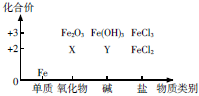 化合价
+3 Fe₂O₃ Fe(OH)₃ FeCl₃
+2 X Y FeCl₂
Fe
0
单质 氧化物 碱 盐 物质类别